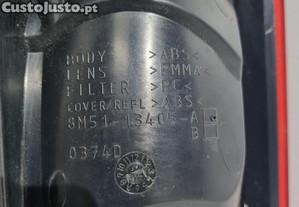 CustoJusto.pt
BODY >ABS<
LENS >PMMA<
FILTER >PC<
COVER/REFL >ABS<
8M51-13405-A
B
0374D